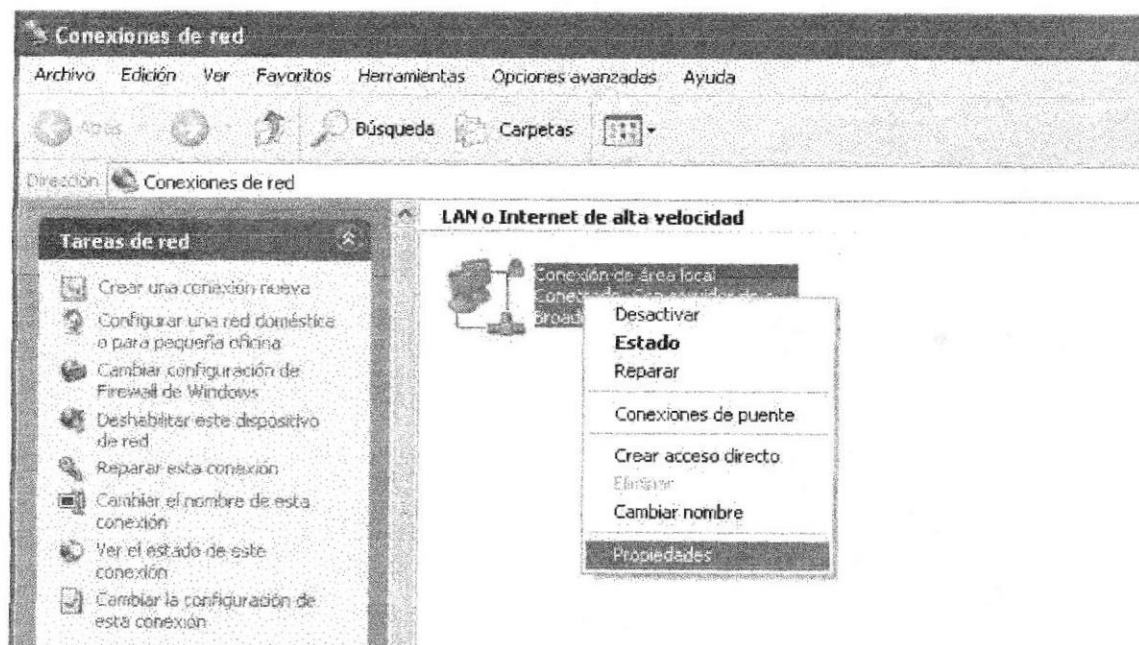 Conexiones de red
Archivo Edición Ver Favoritos Herramientas Opciones avanzadas Ayuda
Atrás Búsqueda Carpetas
Dirección Conexiones de red
Tareas de red
Crear una conexión nueva
Configurar una red doméstica
o para pequeña oficina
Cambiar configuración de
Firewall de Windows
Deshabilitar este dispositivo
de red
Reparar esta conexión
Cambiar el nombre de esta
conexión
Ver el estado de este
conexión
Cambiar la configuración de
esta conexión
LAN o Internet de alta velocidad
Conexión de área local
Desactivar
Estado
Reparar
Conexiones de puente
Crear acceso directo
Eliminar
Cambiar nombre
Propiedades